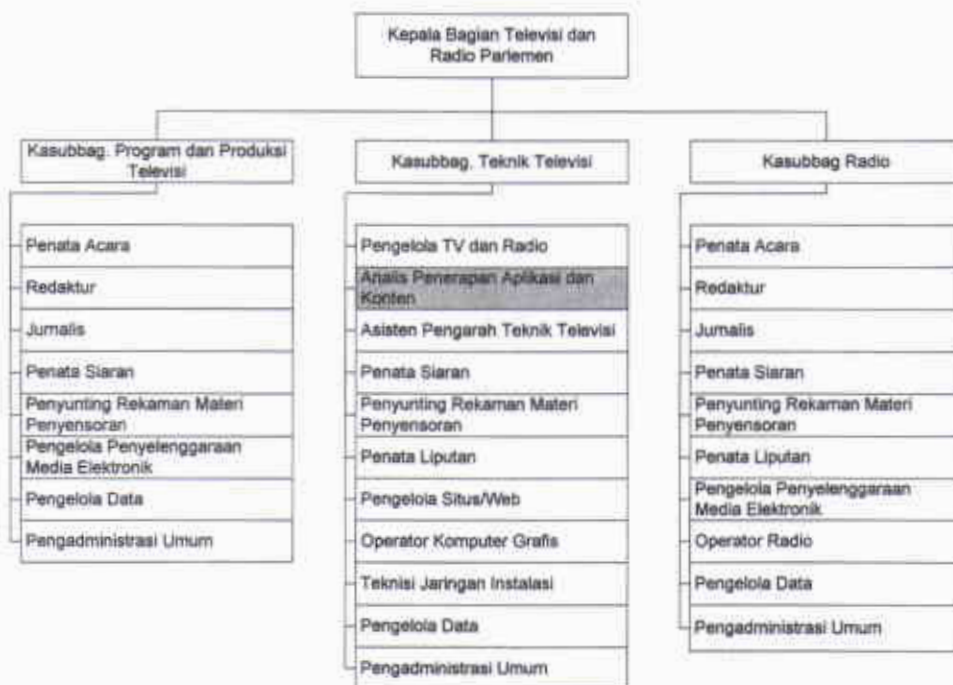 Kepala Bagian Televisi dan
Radio Parlemen
Kasubbag. Program dan Produksi
Televisi
Penata Acara
Redaktur
Jurnalis
Penata Siaran
Penyunting Rekaman Materi
Penyensoran
Pengelola Penyelenggaraan
Media Elektronik
Pengelola Data
Pengadministrasi Umum
Kasubbag. Teknik Televisi
Pengelola TV dan Radio
Analis Penerapan Aplikasi dan
Konten
Asisten Pengarah Teknik Televisi
Penata Siaran
Penyunting Rekaman Materi
Penyensoran
Penata Liputan
Pengelola Situs/Web
Operator Komputer Grafis
Teknisi Jaringan Instalasi
Pengelola Data
Pengadministrasi Umum
Kasubbag Radio
Penata Acara
Redaktur
Jurnalis
Penata Siaran
Penyunting Rekaman Materi
Penyensoran
Penata Liputan
Pengelola Penyelenggaraan
Media Elektronik
Operator Radio
Pengelola Data
Pengadministrasi Umum